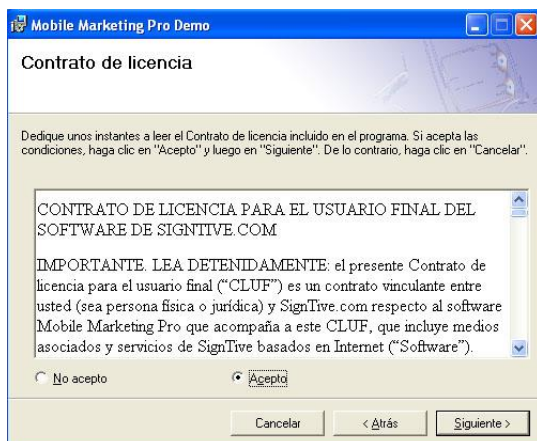 Mobile Marketing Pro Demo
Contrato de licencia
Dedique unos instantes a leer el Contrato de licencia incluido en el programa. Si acepta las
condiciones, haga clic en "Acepto" y luego en "Siguiente". De lo contrario, haga clic en "Cancelar".
CONTRATO DE LICENCIA PARA EL USUARIO FINAL DEL
SOFTWARE DE SIGNTIVE.COM
IMPORTANTE. LEA DETENIDAMENTE: el presente Contrato de
licencia para el usuario final (“CLUF”) es un contrato vinculante entre
usted (sea persona física o jurídica) y SignTive.com respecto al software
Mobile Marketing Pro que acompaña a este CLUF, que incluye medios
asociados y servicios de SignTive basados en Internet (“Software”).
No acepto
Acepto
Cancelar
< Atrás
Siguiente >